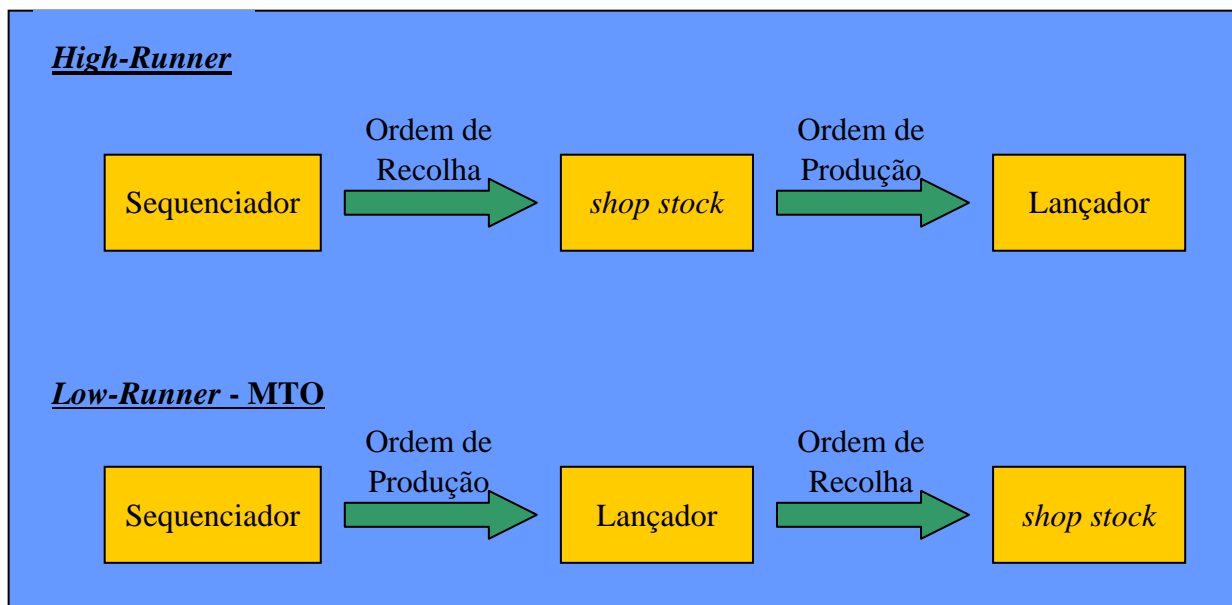 High-Runner
Ordem de
Recolha
Ordem de
Produção
Sequenciador
shop stock
Lançador
Low-Runner - MTO
Ordem de
Produção
Ordem de
Recolha
Sequenciador
Lançador
shop stock